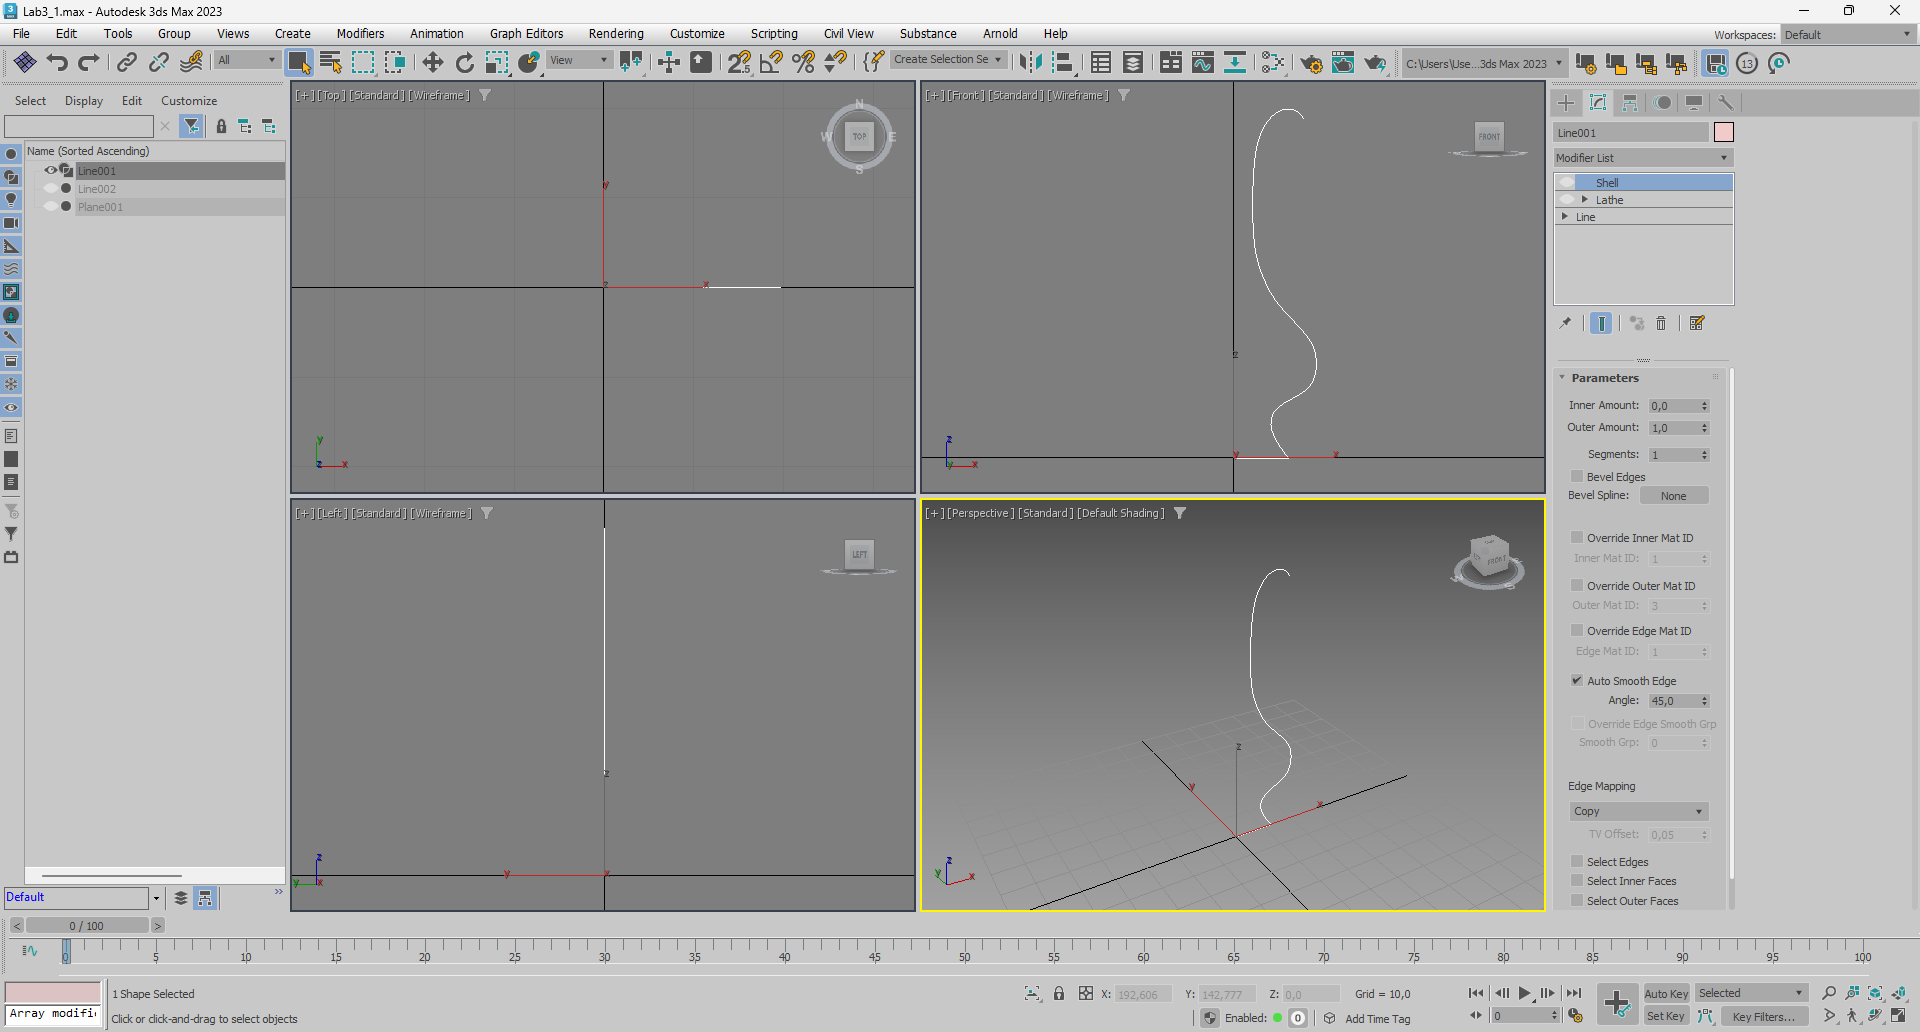 Lab3_1.max - Autodesk 3ds Max 2023
File Edit Tools Group Views Create Modifiers Animation Graph Editors Rendering Customize Scripting Civil View Substance Arnold Help
Workspaces: Default
All
View
Create Selection Se
C:\Users\Use...3ds Max 2023
13
Select Display Edit Customize
Name (Sorted Ascending)
Line001
Line002
Plane001
Default
[+] [Top] [Standard] [Wireframe]
N
W TOP E
S
y
z x
y
z x
[+] [Front] [Standard] [Wireframe]
FRONT
z
y x
z
y x
[+] [Left] [Standard] [Wireframe]
LEFT
z
y x
z
y x
[+] [Perspective] [Standard] [Default Shading]
FRONT
z
y
x
z
y x
Line001
Modifier List
Shell
Lathe
Line
Parameters
Inner Amount: 0,0
Outer Amount: 1,0
Segments: 1
Bevel Edges
Bevel Spline: None
Override Inner Mat ID
Inner Mat ID: 1
Override Outer Mat ID
Outer Mat ID: 3
Override Edge Mat ID
Edge Mat ID: 1
Auto Smooth Edge
Angle: 45,0
Override Edge Smooth Grp
Smooth Grp: 0
Edge Mapping
Copy
TV Offset: 0,05
Select Edges
Select Inner Faces
Select Outer Faces
< 0 / 100 >
0 5 10 15 20 25 30 35 40 45 50 55 60 65 70 75 80 85 90 95 100
1 Shape Selected
X: 192,606 Y: 142,777 Z: 0,0 Grid = 10,0
Auto Key Selected
Array modifi
Click or click-and-drag to select objects
Enabled: 0 Add Time Tag
0
Set Key Key Filters...